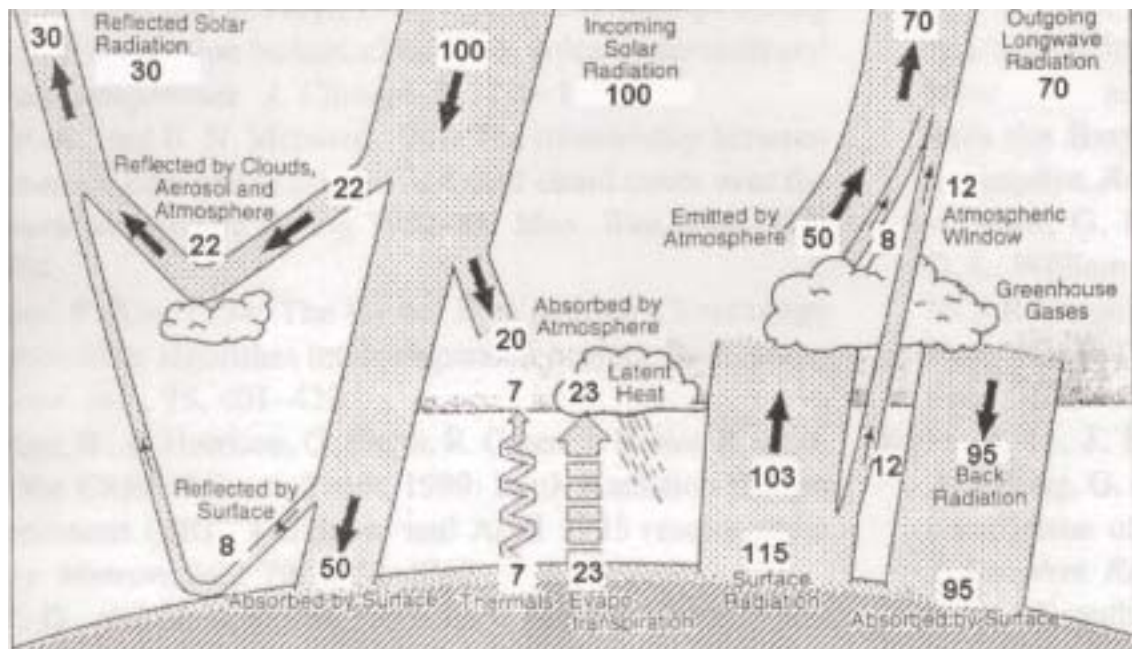 30
Reflected Solar
Radiation
30
100
Incoming
Solar
Radiation
100
70
Outgoing
Longwave
Radiation
70
Reflected by Clouds,
Aerosol and
Atmosphere
22
22
Emitted by
Atmosphere
50
8
12
Atmospheric
Window
20
Absorbed by
Atmosphere
Greenhouse
Gases
7
23
Latent
Heat
103
12
95
Back
Radiation
Reflected by
Surface
8
50
Absorbed by Surface
7
Thermals
23
Evapo-
transpiration
115
Surface
Radiation
95
Absorbed by Surface